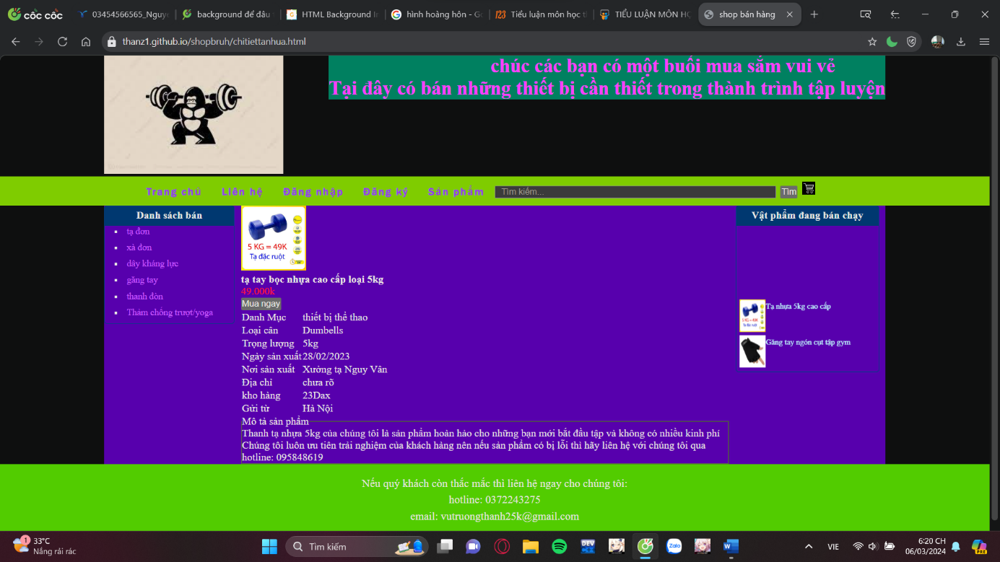 cốc cốc
03454566565_Nguye
background để đầu
HTML Background Im
hình hoàng hôn - Go
Tiểu luận môn học th
TIỂU LUẬN MÔN HỌ
shop bán hàng
thanz1.github.io/shopbruh/chitiettanhua.html
chúc các bạn có một buổi mua sắm vui vẻ
Tại đây có bán những thiết bị cần thiết trong thành trình tập luyện
Trang chủ Liên hệ Đăng nhập Đăng ký Sản phẩm Tìm kiếm... Tìm
Danh sách bán
tạ đơn
xà đơn
dây kháng lực
găng tay
thanh đòn
Thảm chống trượt/yoga
5 KG = 49K
Tạ đặc ruột
tạ tay bọc nhựa cao cấp loại 5kg
49.000k
Mua ngay
Danh Mục thiết bị thể thao
Loại cân Dumbells
Trọng lượng 5kg
Ngày sản xuất 28/02/2023
Nơi sản xuất Xưởng tạ Nguy Vân
Địa chỉ chưa rõ
kho hàng 23Dax
Gửi từ Hà Nội
Mô tả sản phẩm
Thanh tạ nhựa 5kg của chúng tôi là sản phẩm hoàn hảo cho những bạn mới bắt đầu tập và không có nhiều kinh phí
Chúng tôi luôn ưu tiên trải nghiệm của khách hàng nên nếu sản phẩm có bị lỗi thì hãy liên hệ với chúng tôi qua
hotline: 095848619
Vật phẩm đang bán chạy
5 KG = 49K
Tạ nhựa 5kg cao cấp
Găng tay ngón cụt tập gym
Nếu quý khách còn thắc mắc thì liên hệ ngay cho chúng tôi:
hotline: 0372243275
email: vutruongthanh25k@gmail.com
1
33°C
Nắng rải rác
Tìm kiếm
DEV
Zalo
W
VIE
6:20 CH
06/03/2024
PRE